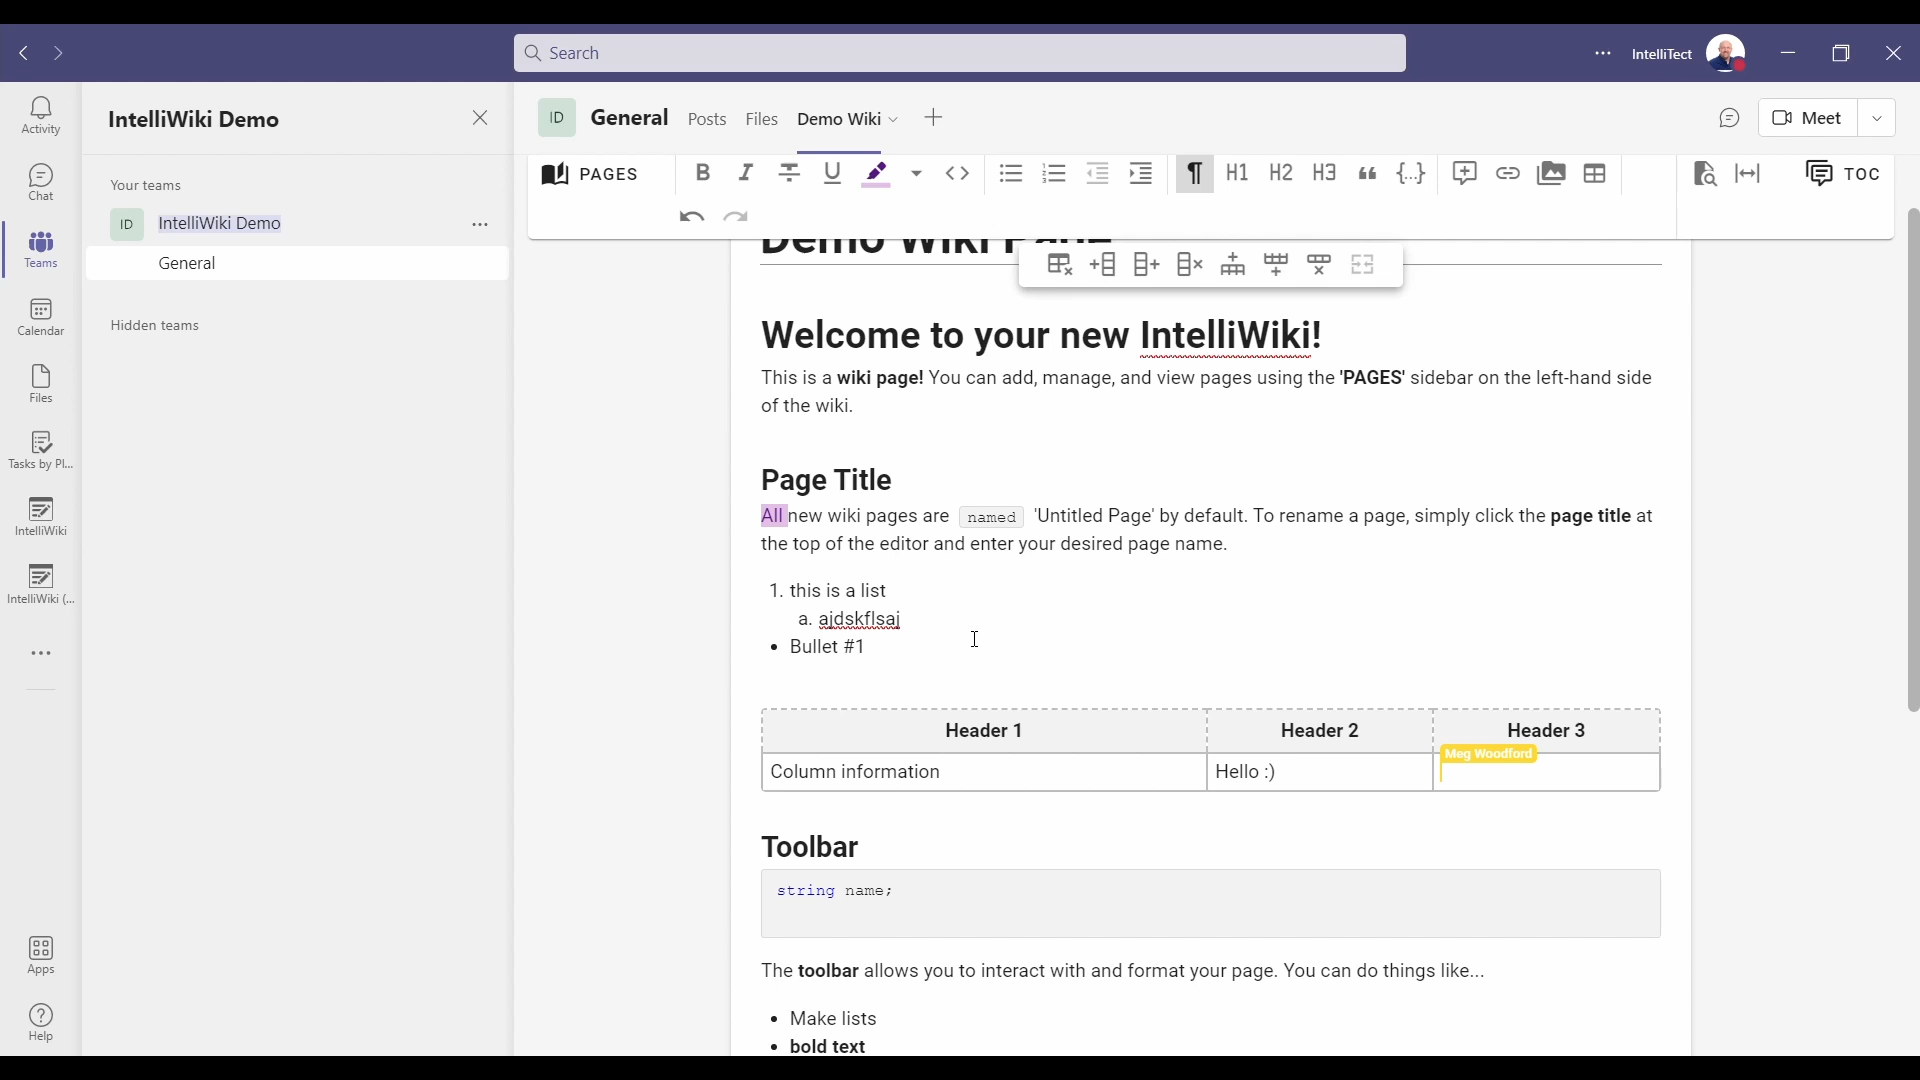 Search
IntelliTect
Activity
Chat
Teams
Calendar
Files
Tasks by Pl...
IntelliWiki
IntelliWiki (...
Apps
Help
IntelliWiki Demo
Your teams
ID IntelliWiki Demo
General
Hidden teams
ID General Posts Files Demo Wiki
Meet
PAGES B I S U H1 H2 H3 {...} TOC
Demo Wiki Page
Welcome to your new IntelliWiki!
This is a wiki page! You can add, manage, and view pages using the 'PAGES' sidebar on the left-hand side
of the wiki.
Page Title
All new wiki pages are named 'Untitled Page' by default. To rename a page, simply click the page title at
the top of the editor and enter your desired page name.
1. this is a list
a. ajdskflsaj
• Bullet #1
Header 1 Header 2 Header 3
Meg Woodford
Column information Hello :)
Toolbar
string name;
The toolbar allows you to interact with and format your page. You can do things like...
• Make lists
• bold text